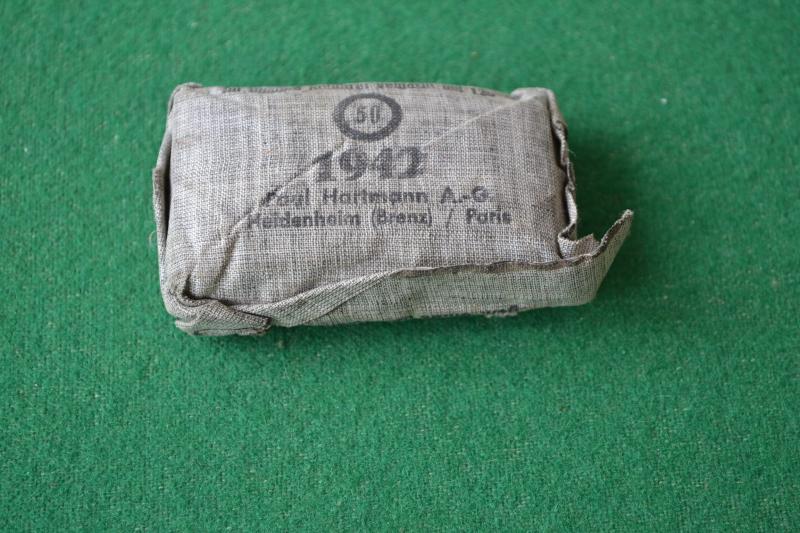 50
1942
Paul Hartmann A.-G.
Heidenheim (Brenz) / Paris